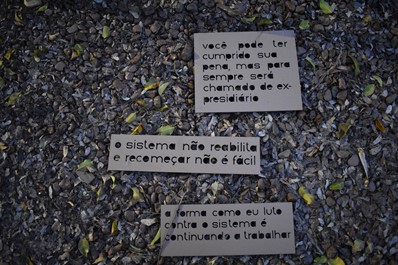 você pode ter
cumprido sua
pena, mas para
sempre será
chamado de ex-
presidiário
o sistema não reabilita
e recomeçar não é fácil
a forma como eu luto
contra o sistema é
continuando a trabalhar